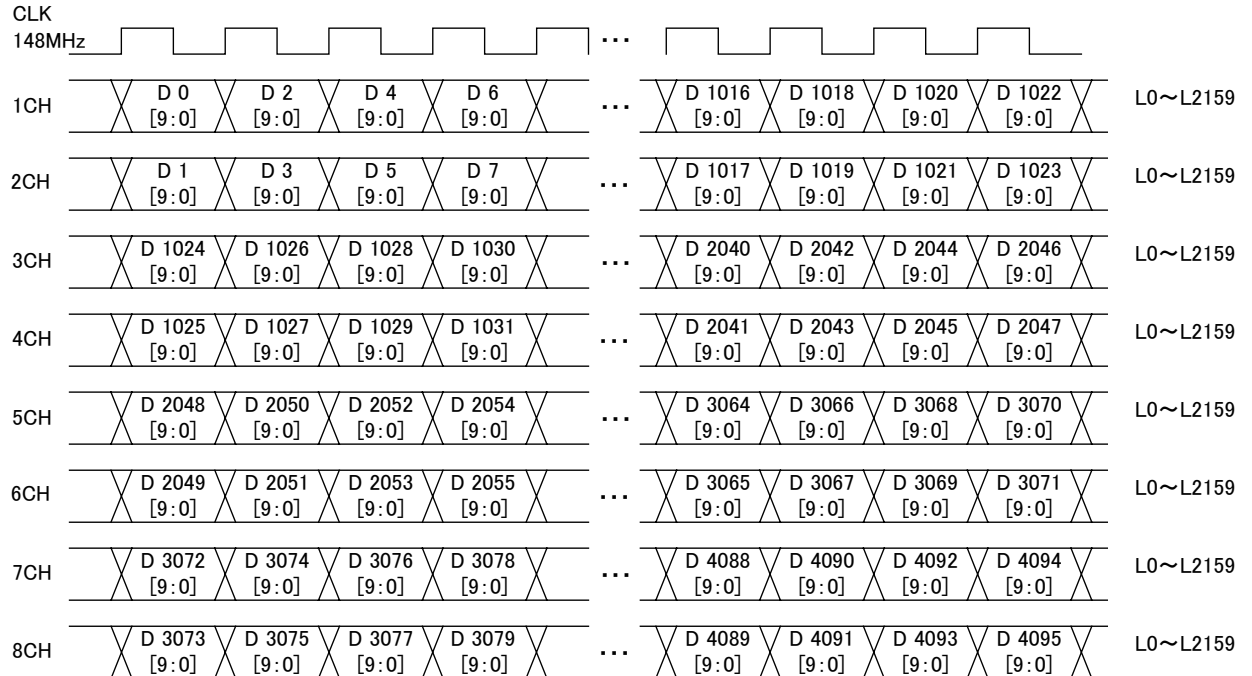 CLK
148MHz ...
1CH D 0 D 2 D 4 D 6 ... D 1016 D 1018 D 1020 D 1022 L0～L2159
[9:0] [9:0] [9:0] [9:0] [9:0] [9:0] [9:0] [9:0]
2CH D 1 D 3 D 5 D 7 ... D 1017 D 1019 D 1021 D 1023 L0～L2159
[9:0] [9:0] [9:0] [9:0] [9:0] [9:0] [9:0] [9:0]
3CH D 1024 D 1026 D 1028 D 1030 ... D 2040 D 2042 D 2044 D 2046 L0～L2159
[9:0] [9:0] [9:0] [9:0] [9:0] [9:0] [9:0] [9:0]
4CH D 1025 D 1027 D 1029 D 1031 ... D 2041 D 2043 D 2045 D 2047 L0～L2159
[9:0] [9:0] [9:0] [9:0] [9:0] [9:0] [9:0] [9:0]
5CH D 2048 D 2050 D 2052 D 2054 ... D 3064 D 3066 D 3068 D 3070 L0～L2159
[9:0] [9:0] [9:0] [9:0] [9:0] [9:0] [9:0] [9:0]
6CH D 2049 D 2051 D 2053 D 2055 ... D 3065 D 3067 D 3069 D 3071 L0～L2159
[9:0] [9:0] [9:0] [9:0] [9:0] [9:0] [9:0] [9:0]
7CH D 3072 D 3074 D 3076 D 3078 ... D 4088 D 4090 D 4092 D 4094 L0～L2159
[9:0] [9:0] [9:0] [9:0] [9:0] [9:0] [9:0] [9:0]
8CH D 3073 D 3075 D 3077 D 3079 ... D 4089 D 4091 D 4093 D 4095 L0～L2159
[9:0] [9:0] [9:0] [9:0] [9:0] [9:0] [9:0] [9:0]